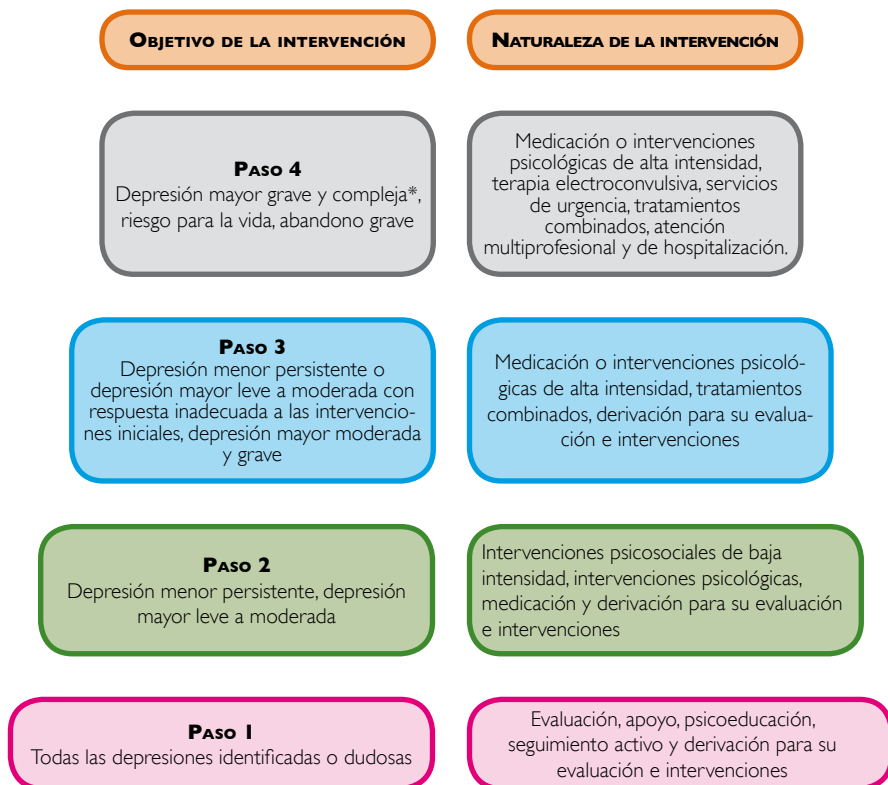 OBJETIVO DE LA INTERVENCIÓN
NATURALEZA DE LA INTERVENCIÓN
PASO 4
Depresión mayor grave y compleja*,
riesgo para la vida, abandono grave
Medicación o intervenciones
psicológicas de alta intensidad,
terapia electroconvulsiva, servicios
de urgencia, tratamientos
combinados, atención
multiprofesional y de hospitalización.
PASO 3
Depresión menor persistente o
depresión mayor leve a moderada con
respuesta inadecuada a las intervencio-
nes iniciales, depresión mayor moderada
y grave
Medicación o intervenciones psicoló-
gicas de alta intensidad, tratamientos
combinados, derivación para su evalua-
ción e intervenciones
PASO 2
Depresión menor persistente, depresión
mayor leve a moderada
Intervenciones psicosociales de baja
intensidad, intervenciones psicológicas,
medicación y derivación para su evaluación
e intervenciones
PASO 1
Todas las depresiones identificadas o dudosas
Evaluación, apoyo, psicoeducación,
seguimiento activo y derivación para su
evaluación e intervenciones